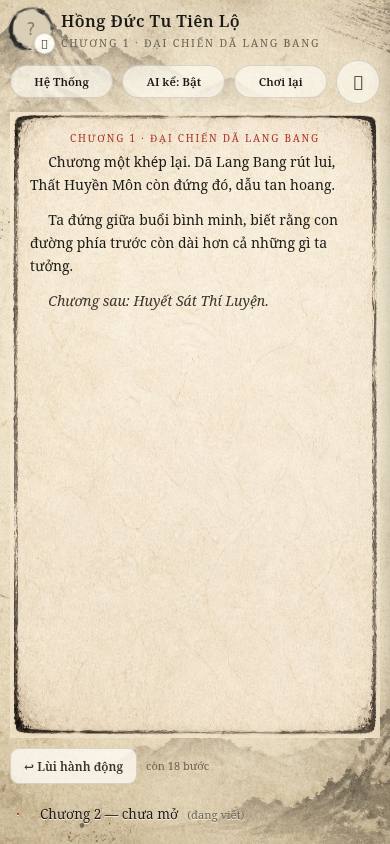 ?
Hồng Đức Tu Tiên Lộ
CHƯƠNG 1 · ĐẠI CHIẾN DÃ LANG BANG
Hệ Thống
AI kể: Bật
Chơi lại
CHƯƠNG 1 · ĐẠI CHIẾN DÃ LANG BANG
Chương một khép lại. Dã Lang Bang rút lui,
Thất Huyền Môn còn đứng đó, dẫu tan hoang.
Ta đứng giữa buổi bình minh, biết rằng con
đường phía trước còn dài hơn cả những gì ta
tưởng.
Chương sau: Huyết Sát Thí Luyện.
↩ Lùi hành động
còn 18 bước
· Chương 2 — chưa mở (đang viết)